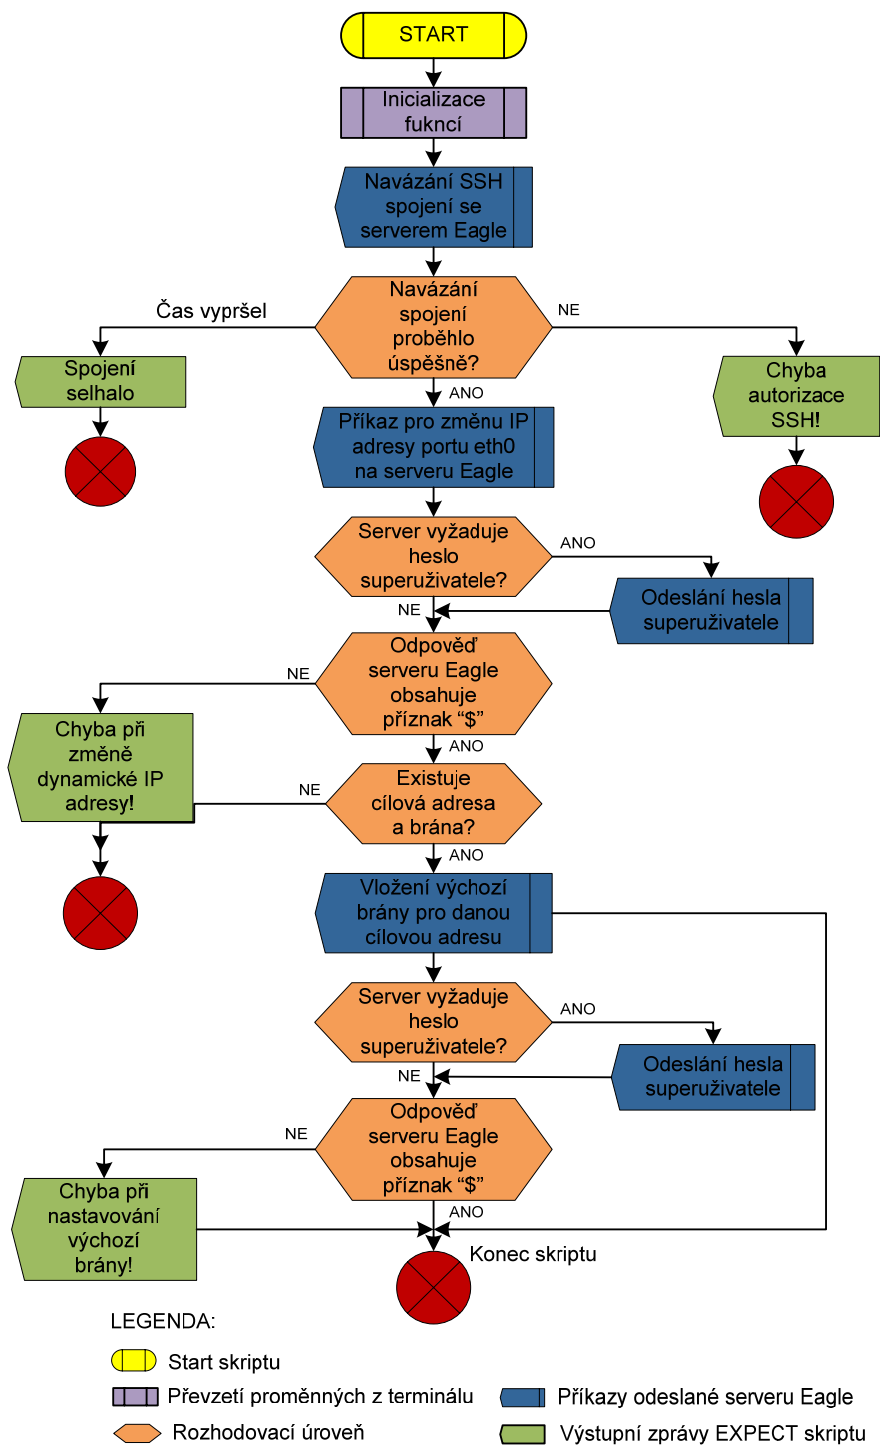 START
Inicializace
fukncí
Navázání SSH
spojení se
serverem Eagle
Navázání
spojení
proběhlo
úspěšně?
Čas vypršel
NE
Spojení
selhalo
Chyba
autorizace
SSH!
ANO
Příkaz pro změnu IP
adresy portu eth0
na serveru Eagle
Server vyžaduje
heslo
superuživatele?
ANO
Odeslání hesla
superuživatele
NE
Odpověď
serveru Eagle
obsahuje
příznak “$”
NE
Chyba při
změně
dynamické IP
adresy!
ANO
Existuje
cílová adresa
a brána?
NE
ANO
Vložení výchozí
brány pro danou
cílovou adresu
Server vyžaduje
heslo
superuživatele?
ANO
Odeslání hesla
superuživatele
NE
Odpověď
serveru Eagle
obsahuje
příznak “$”
NE
Chyba při
nastavování
výchozí
brány!
ANO
Konec skriptu
LEGENDA:
Start skriptu
Převzetí proměnných z terminálu
Příkazy odeslané serveru Eagle
Rozhodovací úroveň
Výstupní zprávy EXPECT skriptu